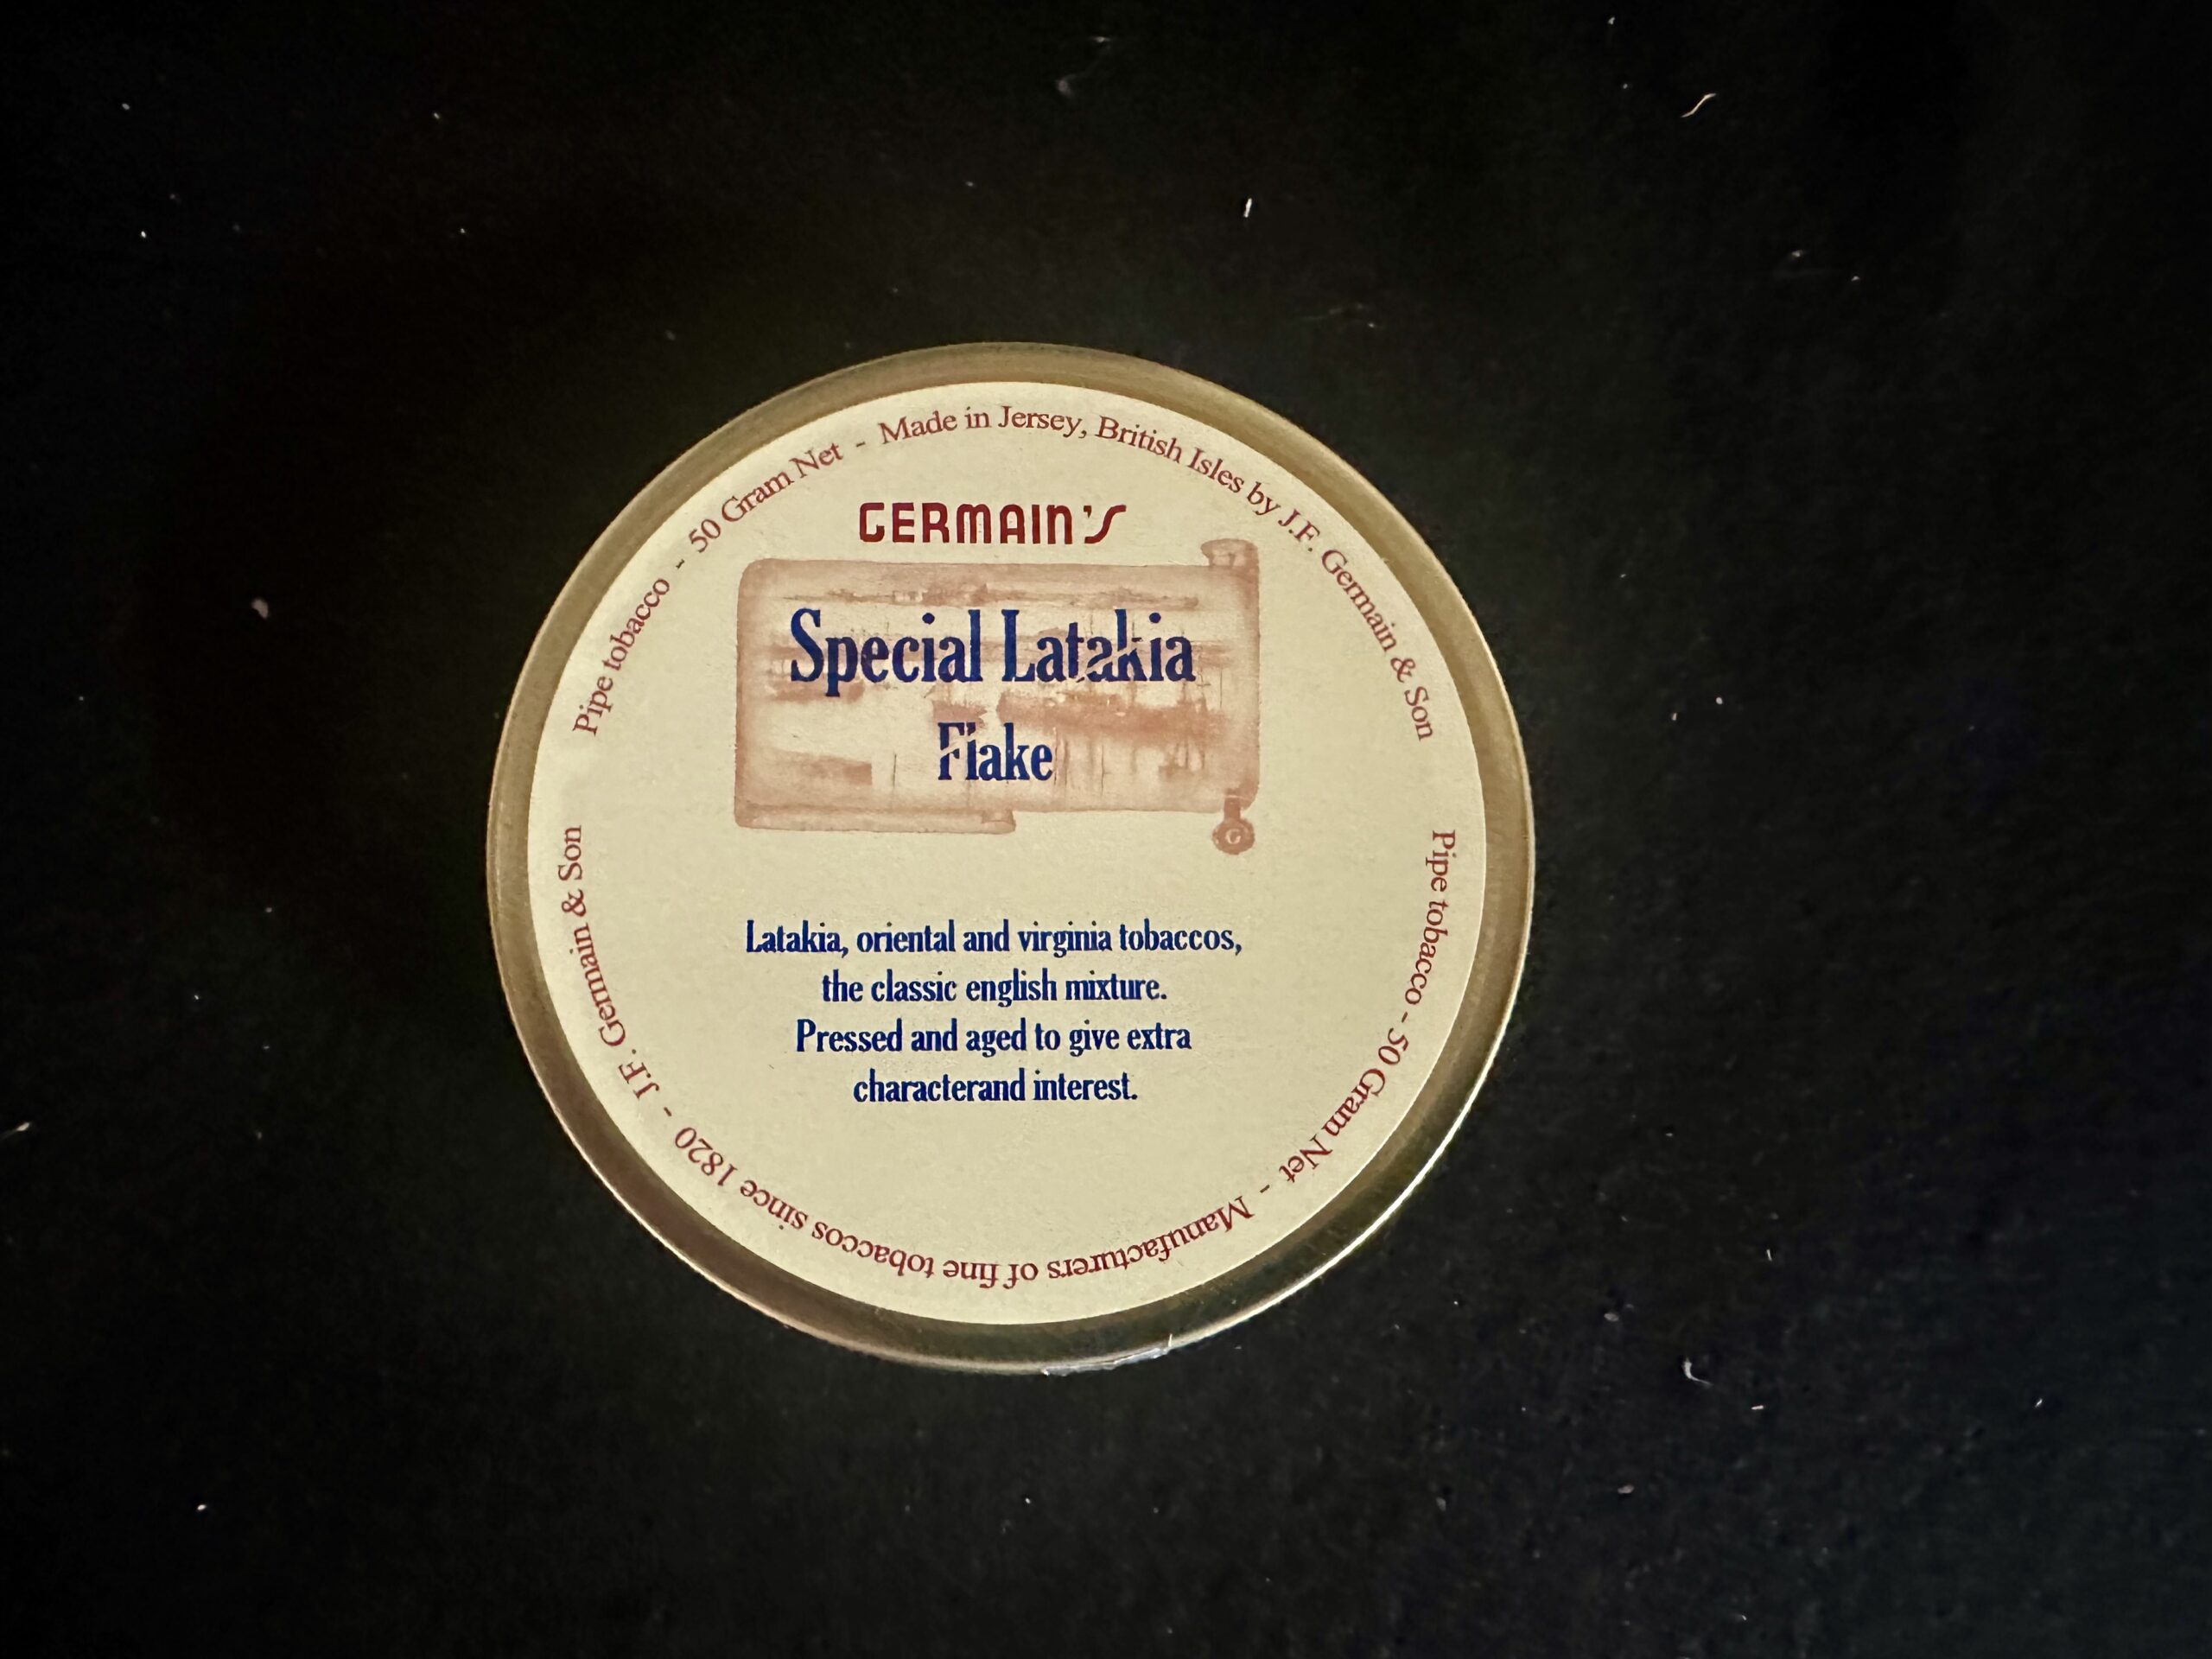 Pipe tobacco - 50 Gram Net - Made in Jersey, British Isles by J.F. Germain & Son
GERMAIN'S
Special Latakia
Flake
Latakia, oriental and virginia tobaccos,
the classic english mixture.
Pressed and aged to give extra
characterand interest.
Pipe tobacco - 50 Gram Net - Manufacturers of fine tobaccos since 1820 - J.F. Germain & Son
G